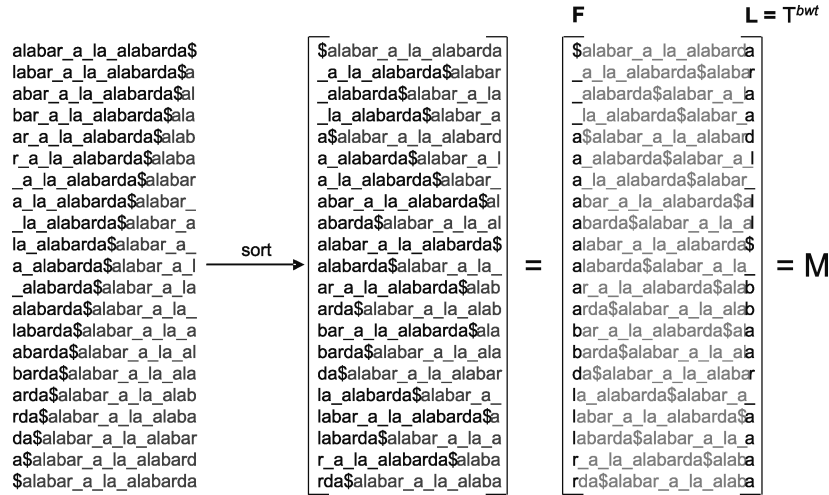 alabar_a_la_alabarda$
labar_a_la_alabarda$a
abar_a_la_alabarda$al
bar_a_la_alabarda$ala
ar_a_la_alabarda$alab
r_a_la_alabarda$alaba
_a_la_alabarda$alabar
a_la_alabarda$alabar_
_la_alabarda$alabar_a
la_alabarda$alabar_a_
a_alabarda$alabar_a_l
_alabarda$alabar_a_la
alabarda$alabar_a_la_
labarda$alabar_a_la_a
abarda$alabar_a_la_al
barda$alabar_a_la_ala
arda$alabar_a_la_alab
rda$alabar_a_la_alaba
da$alabar_a_la_alabar
a$alabar_a_la_alabard
$alabar_a_la_alabarda
sort
$alabar_a_la_alabarda
_a_la_alabarda$alabar
_alabarda$alabar_a_la
_la_alabarda$alabar_a
a$alabar_a_la_alabard
a_alabarda$alabar_a_l
a_la_alabarda$alabar_
abar_a_la_alabarda$al
abarda$alabar_a_la_al
alabar_a_la_alabarda$
alabarda$alabar_a_la_
ar_a_la_alabarda$alab
arda$alabar_a_la_alab
bar_a_la_alabarda$ala
barda$alabar_a_la_ala
da$alabar_a_la_alabar
la_alabarda$alabar_a_
labar_a_la_alabarda$a
labarda$alabar_a_la_a
r_a_la_alabarda$alaba
rda$alabar_a_la_alaba
=
F L = T^bwt
$alabar_a_la_alabarda
_a_la_alabarda$alabar
_alabarda$alabar_a_la
_la_alabarda$alabar_a
a$alabar_a_la_alabard
a_alabarda$alabar_a_l
a_la_alabarda$alabar_
abar_a_la_alabarda$al
abarda$alabar_a_la_al
alabar_a_la_alabarda$
alabarda$alabar_a_la_
ar_a_la_alabarda$alab
arda$alabar_a_la_alab
bar_a_la_alabarda$ala
barda$alabar_a_la_ala
da$alabar_a_la_alabar
la_alabarda$alabar_a_
labar_a_la_alabarda$a
labarda$alabar_a_la_a
r_a_la_alabarda$alaba
rda$alabar_a_la_alaba
= M